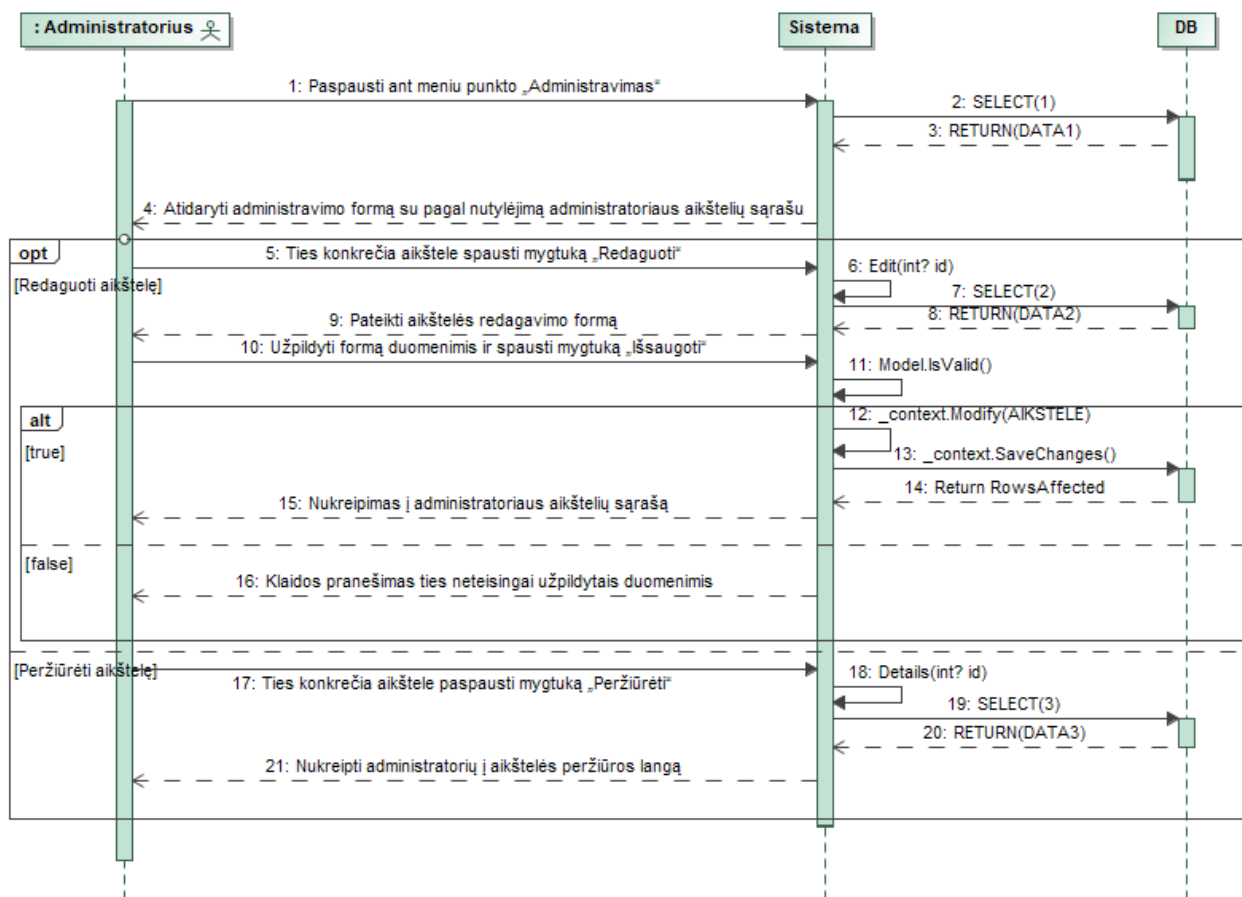 : Administratorius
Sistema
DB
1: Paspausti ant meniu punkto „Administravimas“
2: SELECT(1)
3: RETURN(DATA1)
4: Atidaryti administravimo formą su pagal nutylėjimą administratoriaus aikštelių sąrašu
opt
[Redaguoti aikštelę]
5: Ties konkrečia aikštele spausti mygtuką „Redaguoti“
6: Edit(int? id)
7: SELECT(2)
8: RETURN(DATA2)
9: Pateikti aikštelės redagavimo formą
10: Užpildyti formą duomenimis ir spausti mygtuką „Išsaugoti“
11: Model.IsValid()
alt
[true]
12: _context.Modify(AIKSTELE)
13: _context.SaveChanges()
14: Return RowsAffected
15: Nukreipimas į administratoriaus aikštelių sąrašą
[false]
16: Klaidos pranešimas ties neteisingai užpildytais duomenimis
[Peržiūrėti aikštelę]
17: Ties konkrečia aikštele paspausti mygtuką „Peržiūrėti“
18: Details(int? id)
19: SELECT(3)
20: RETURN(DATA3)
21: Nukreipti administratorių į aikštelės peržiūros langą